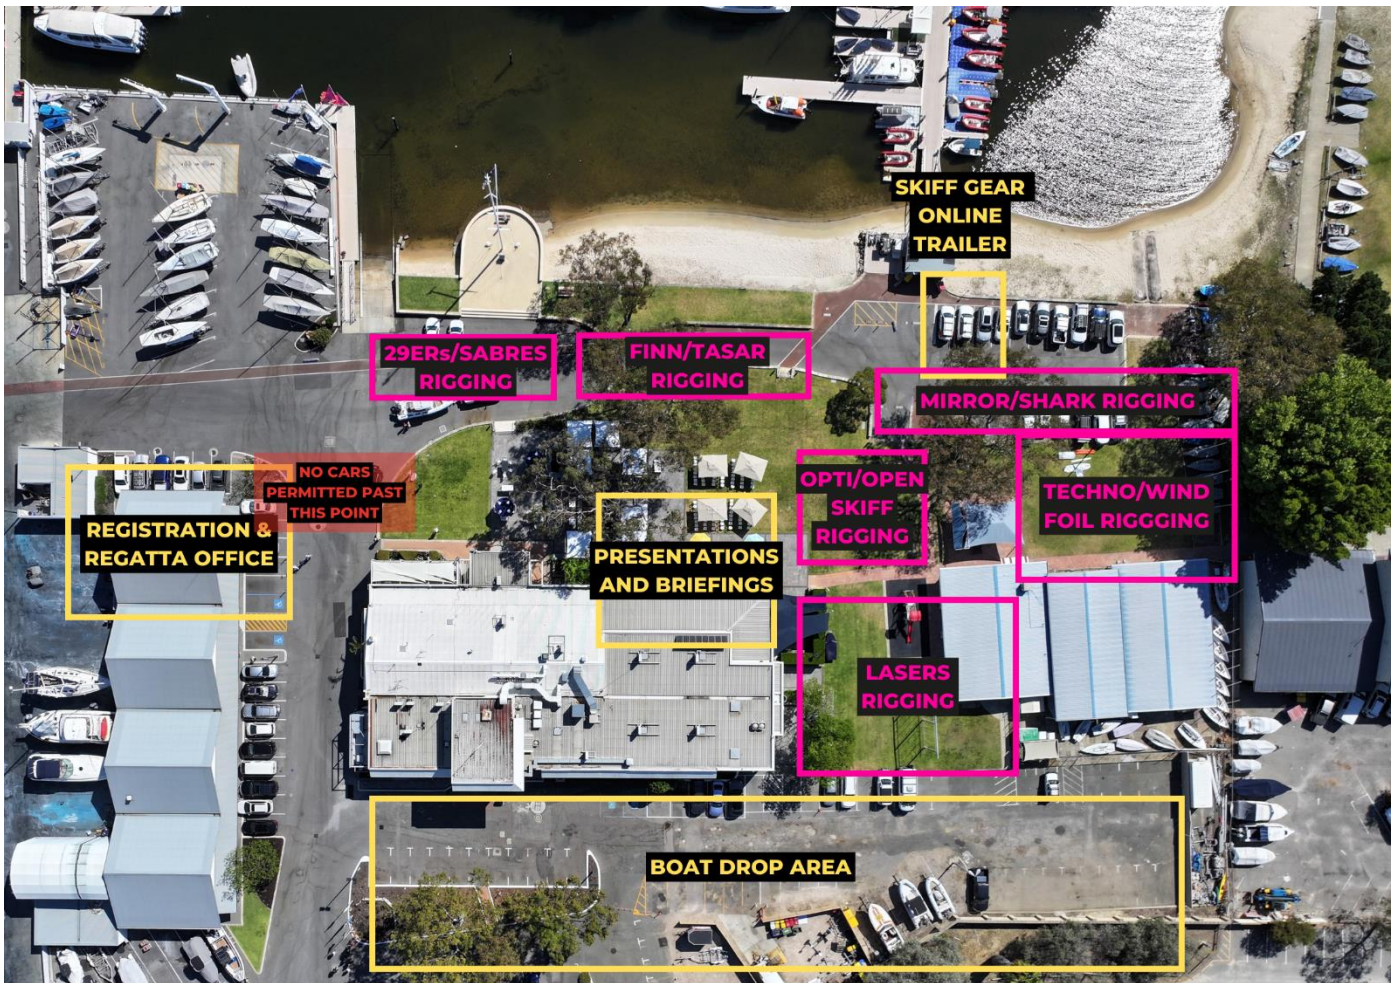 SKIFF GEAR
ONLINE
TRAILER
29ERs/SABRES
RIGGING
FINN/TASAR
RIGGING
MIRROR/SHARK RIGGING
NO CARS
PERMITTED PAST
THIS POINT
REGISTRATION &
REGATTA OFFICE
OPTI/OPEN
SKIFF
RIGGING
TECHNO/WIND
FOIL RIGGGING
PRESENTATIONS
AND BRIEFINGS
LASERS
RIGGING
BOAT DROP AREA